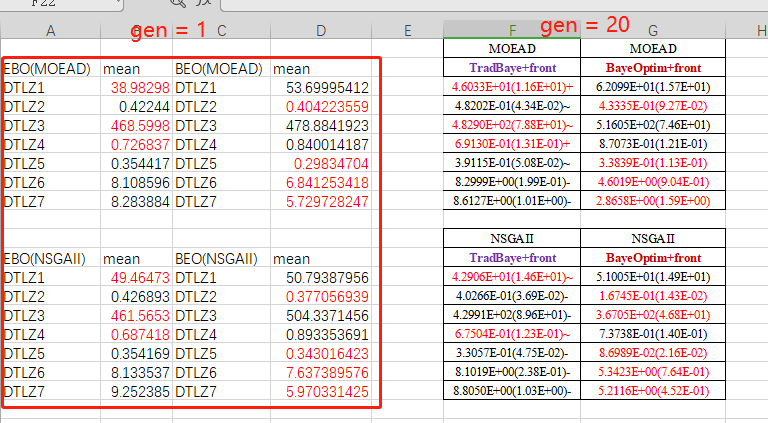 F22
gen = 1
gen = 20
A B C D E F G H
MOEAD MOEAD
EBO(MOEAD) mean BEO(MOEAD) mean TradBaye+front BayeOptim+front
DTLZ1 38.98298 DTLZ1 53.69995412 4.6033E+01(1.16E+01)+ 6.2099E+01(1.57E+01)
DTLZ2 0.42244 DTLZ2 0.404223559 4.8202E-01(4.34E-02)~ 4.3335E-01(9.27E-02)
DTLZ3 468.5998 DTLZ3 478.8841923 4.8290E+02(7.88E+01)~ 5.1605E+02(7.46E+01)
DTLZ4 0.726837 DTLZ4 0.840014187 6.9130E-01(1.31E-01)+ 8.7073E-01(1.21E-01)
DTLZ5 0.354417 DTLZ5 0.29834704 3.9115E-01(5.08E-02)~ 3.3839E-01(1.13E-01)
DTLZ6 8.108596 DTLZ6 6.841253418 8.2999E+00(1.99E-01)- 4.6019E+00(9.04E-01)
DTLZ7 8.283884 DTLZ7 5.729728247 8.6127E+00(1.01E+00)- 2.8658E+00(1.59E+00)
NSGAII NSGAII
EBO(NSGAII) mean BEO(NSGAII) mean TradBaye+front BayeOptim+front
DTLZ1 49.46473 DTLZ1 50.79387956 4.2906E+01(1.46E+01)~ 5.1005E+01(1.49E+01)
DTLZ2 0.426893 DTLZ2 0.377056939 4.0266E-01(3.69E-02)- 1.6745E-01(1.43E-02)
DTLZ3 461.5653 DTLZ3 504.3371456 4.2991E+02(8.96E+01)- 3.6705E+02(4.68E+01)
DTLZ4 0.687418 DTLZ4 0.893353691 6.7504E-01(1.23E-01)~ 7.3738E-01(1.40E-01)
DTLZ5 0.354169 DTLZ5 0.343016423 3.3057E-01(4.75E-02)- 8.6989E-02(2.16E-02)
DTLZ6 8.133537 DTLZ6 7.637389576 8.1019E+00(2.38E-01)- 5.3423E+00(7.64E-01)
DTLZ7 9.252385 DTLZ7 5.970331425 8.8050E+00(1.03E+00)- 5.2116E+00(4.52E-01)